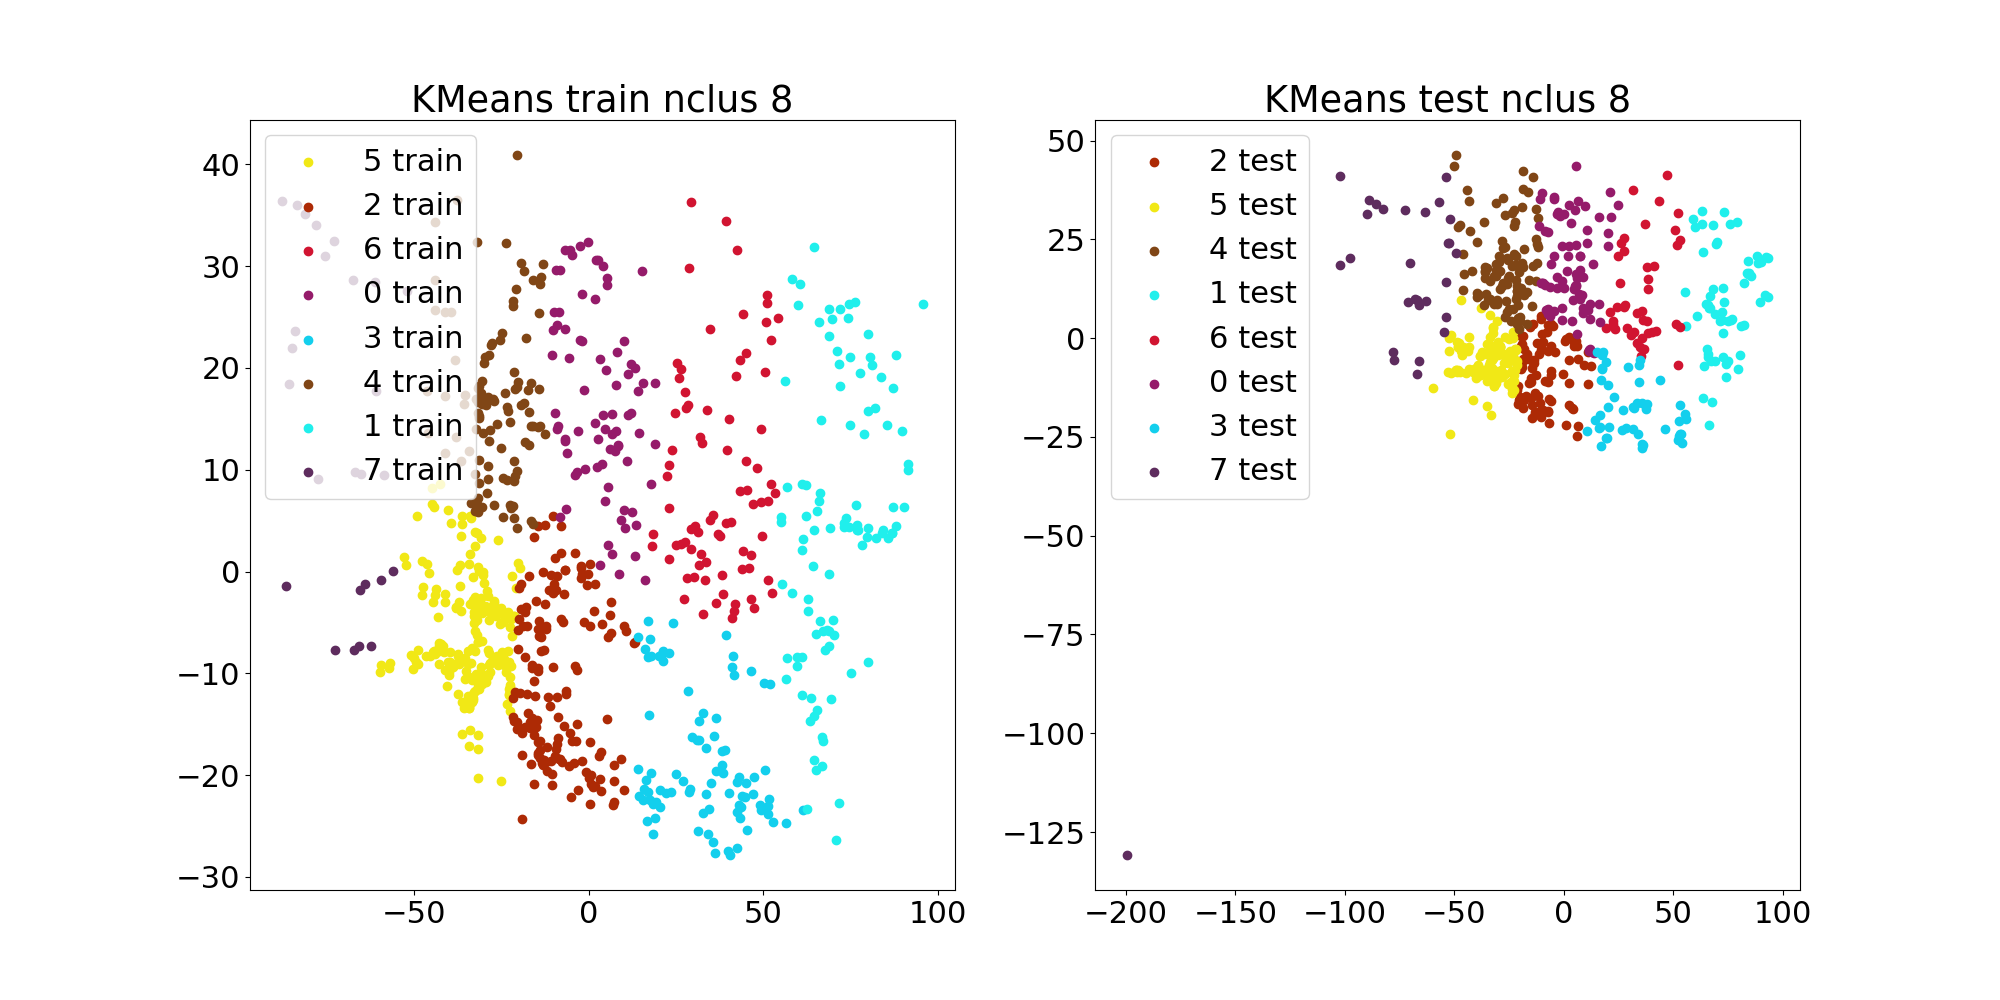 KMeans train nclus 8
5 train
2 train
6 train
0 train
3 train
4 train
1 train
7 train
40
30
20
10
0
−10
−20
−30
−50
0
50
100
KMeans test nclus 8
2 test
5 test
4 test
1 test
6 test
0 test
3 test
7 test
50
25
0
−25
−50
−75
−100
−125
−200
−150
−100
−50
0
50
100